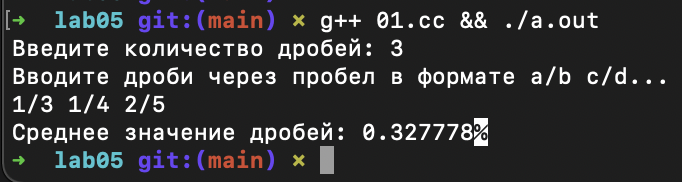 → lab05 git:(main) × g++ 01.cc && ./a.out
Введите количество дробей: 3
Вводите дроби через пробел в формате a/b c/d...
1/3 1/4 2/5
Среднее значение дробей: 0.327778%
→ lab05 git:(main) ×